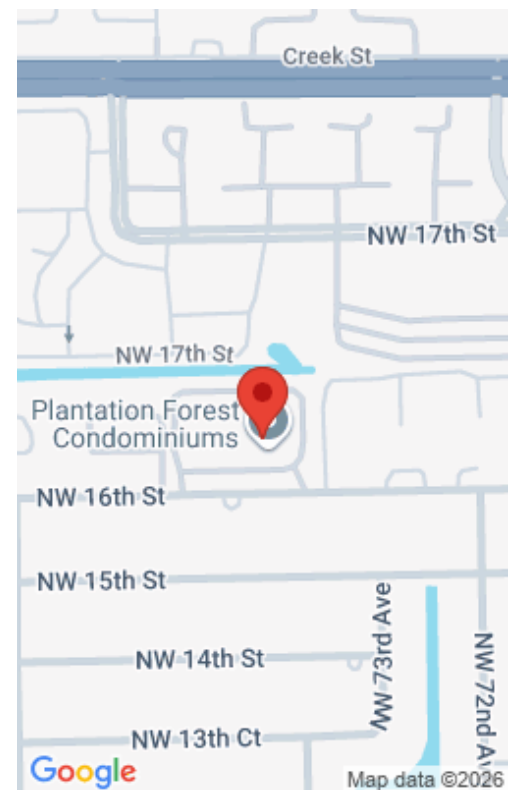 Creek St
NW 17th St
NW 17th St
Plantation Forest
Condominiums
NW 16th St
NW 15th St
NW 73rd Ave
NW 14th St
NW 72nd Av
NW 13th Ct
Google
Map data ©2026